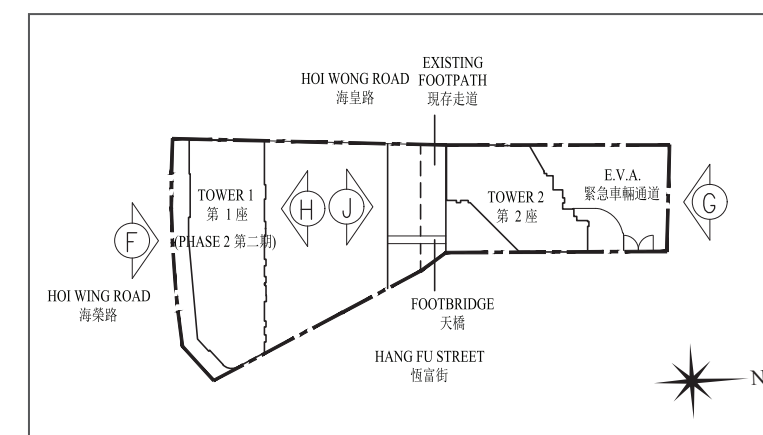 HOI WONG ROAD
海皇路
EXISTING
FOOTPATH
現存走道
TOWER 1
第 1 座
(PHASE 2 第二期)
H
J
TOWER 2
第 2 座
E.V.A.
緊急車輛通道
G
F
HOI WING ROAD
海榮路
FOOTBRIDGE
天橋
HANG FU STREET
恆富街
N